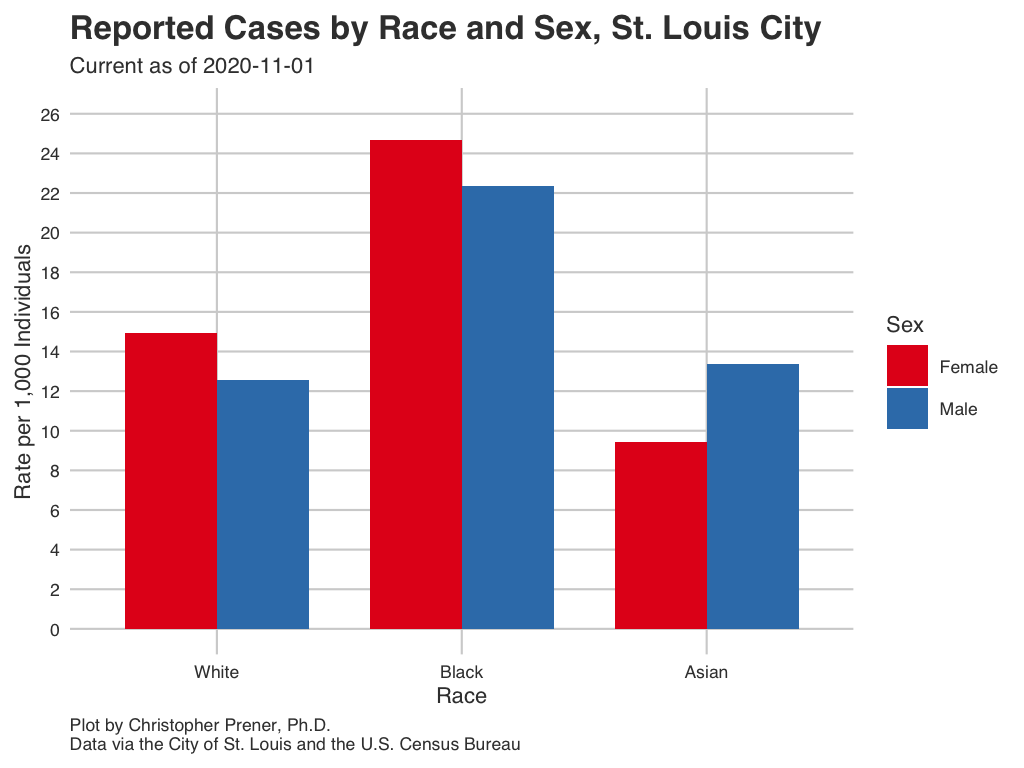 Reported Cases by Race and Sex, St. Louis City
Current as of 2020-11-01
26
24
22
20
18
16
14
12
10
8
6
4
2
0
Rate per 1,000 Individuals
White
Black
Asian
Race
Sex
Female
Male
Plot by Christopher Prener, Ph.D.
Data via the City of St. Louis and the U.S. Census Bureau